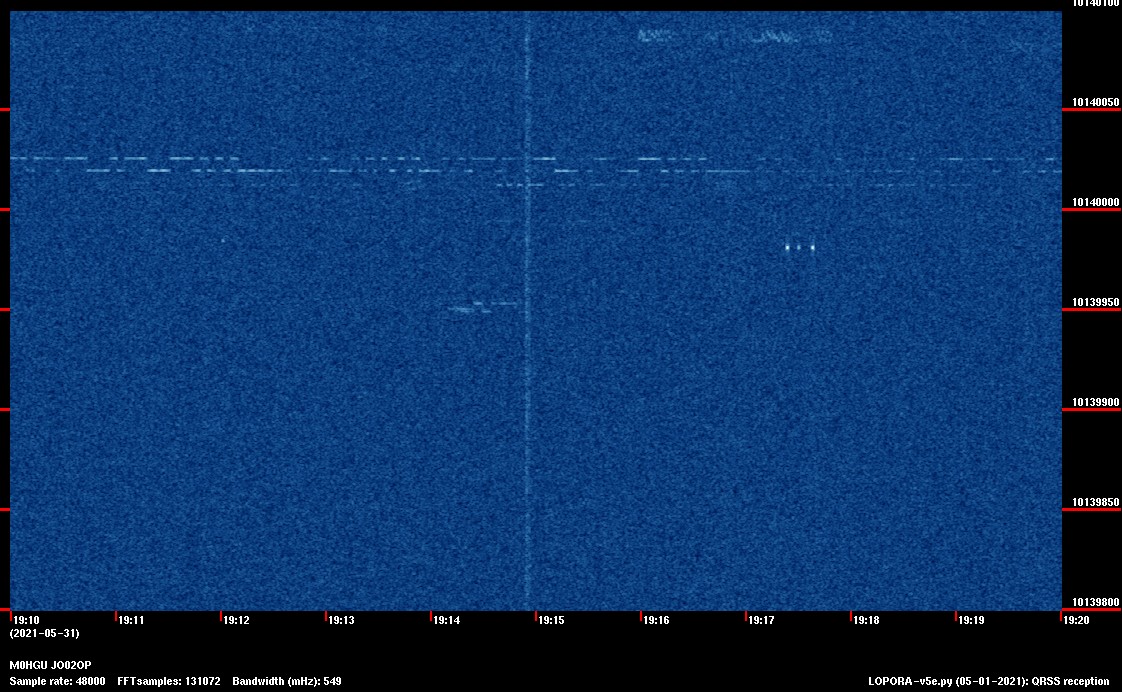 10140100
10140050
10140000
10139950
10139900
10139850
10139800
19:10 19:11 19:12 19:13 19:14 19:15 19:16 19:17 19:18 19:19 19:20
(2021-05-31)
M0HGU JO02OP
Sample rate: 48000 FFTsamples: 131072 Bandwidth (mHz): 549 LOPORA-v5e.py (05-01-2021): QRSS reception